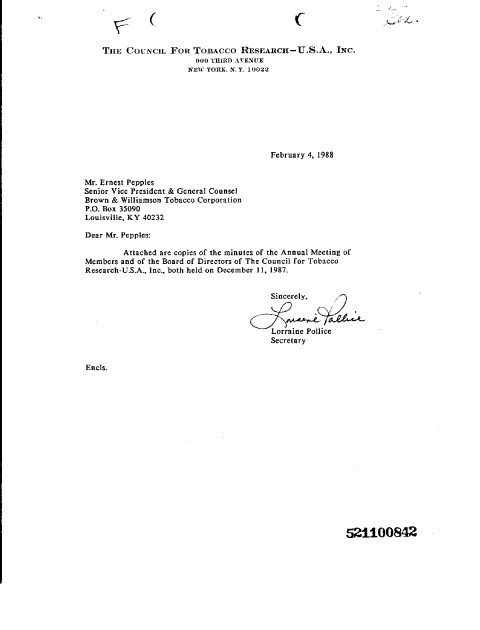 F
THE COUNCIL FOR TOBACCO RESEARCH-U.S.A., INC.
900 THIRD AVENUE
NEW YORK, N.Y. 10022
February 4, 1988
Mr. Ernest Pepples
Senior Vice President & General Counsel
Brown & Williamson Tobacco Corporation
P.O. Box 35090
Louisville, KY 40232
Dear Mr. Pepples:
Attached are copies of the minutes of the Annual Meeting of
Members and of the Board of Directors of The Council for Tobacco
Research-U.S.A., Inc., both held on December 11, 1987.
Sincerely,
Lorraine Pollice
Lorraine Pollice
Secretary
Encls.
521100842